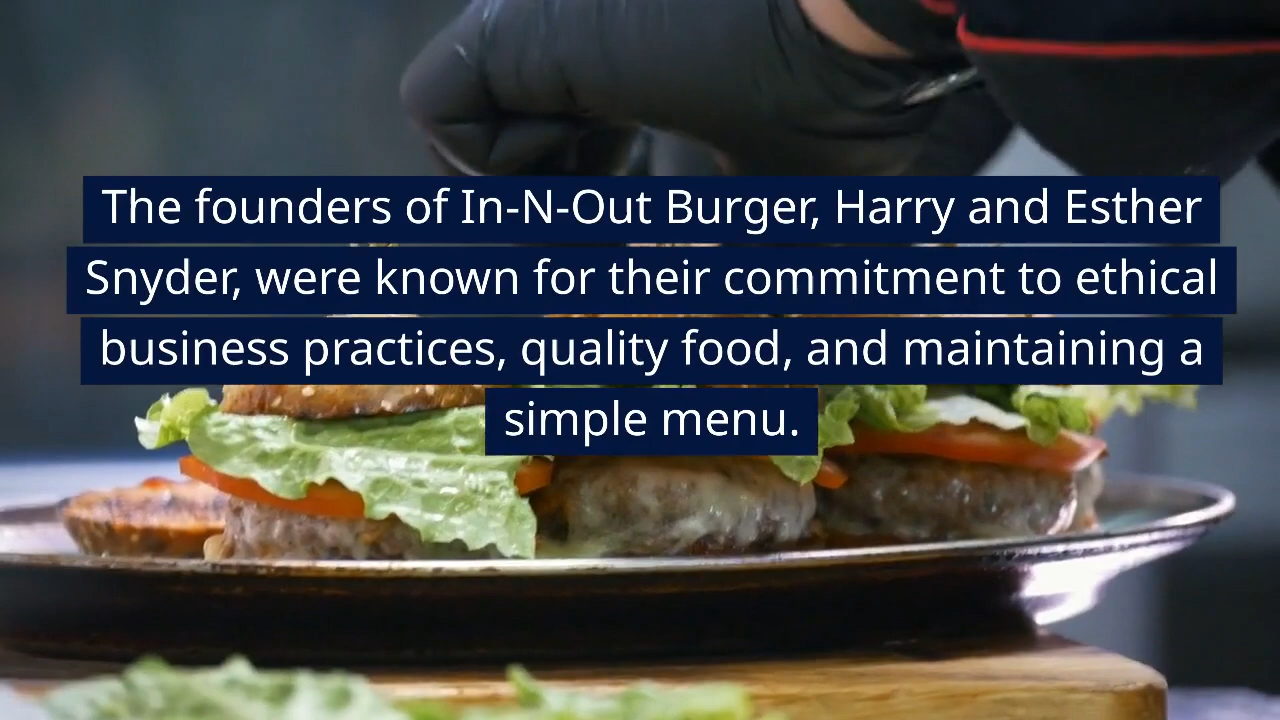 The founders of In-N-Out Burger, Harry and Esther
Snyder, were known for their commitment to ethical
business practices, quality food, and maintaining a
simple menu.